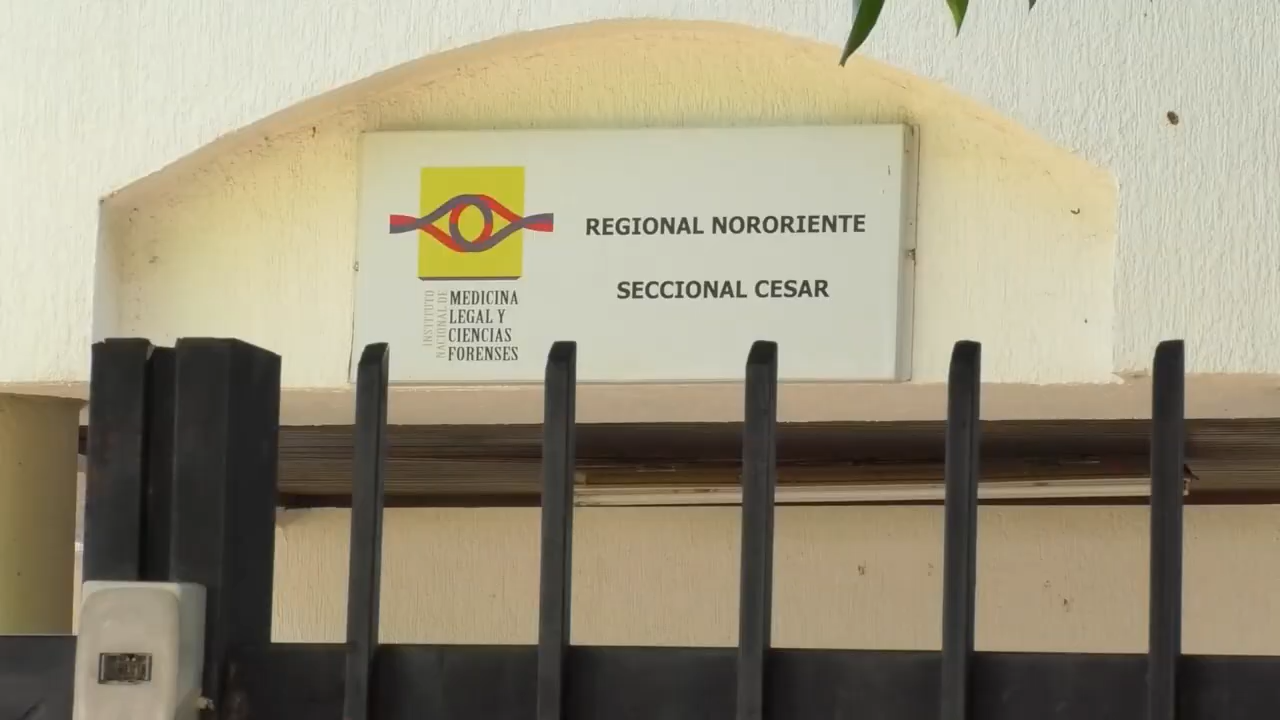 REGIONAL NORORIENTE
SECCIONAL CESAR
INSTITUTO
NACIONAL DE
MEDICINA
LEGAL Y
CIENCIAS
FORENSES